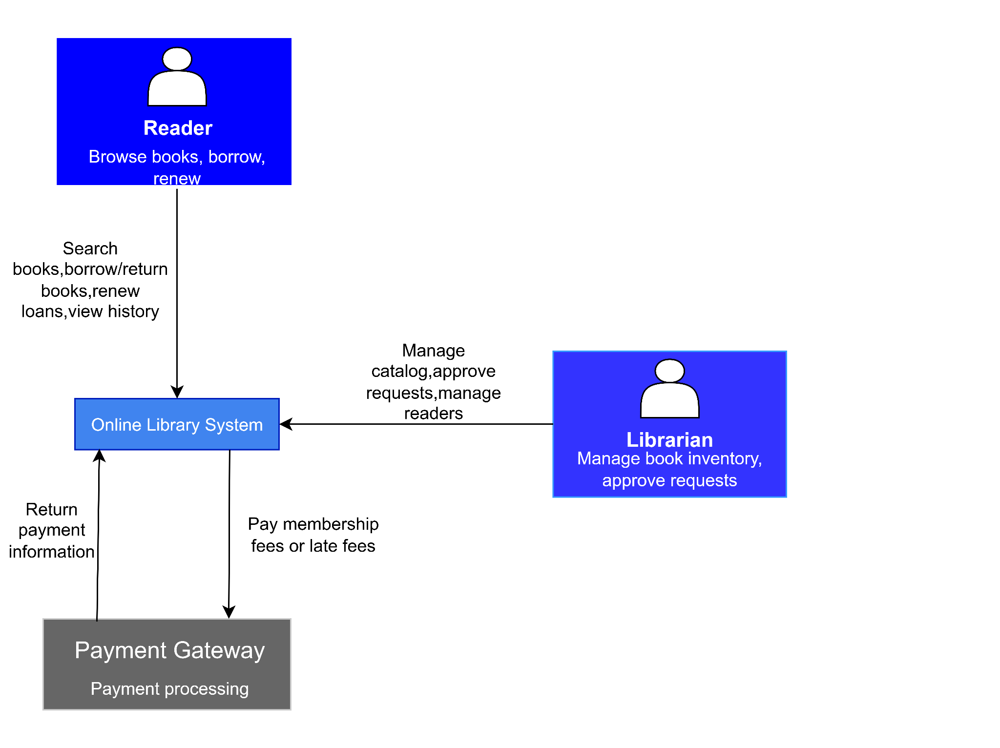 Reader
Browse books, borrow,
renew
Search
books,borrow/return
books,renew
loans,view history
Manage
catalog,approve
requests,manage
readers
Online Library System
Librarian
Manage book inventory,
approve requests
Return
payment
information
Pay membership
fees or late fees
Payment Gateway
Payment processing